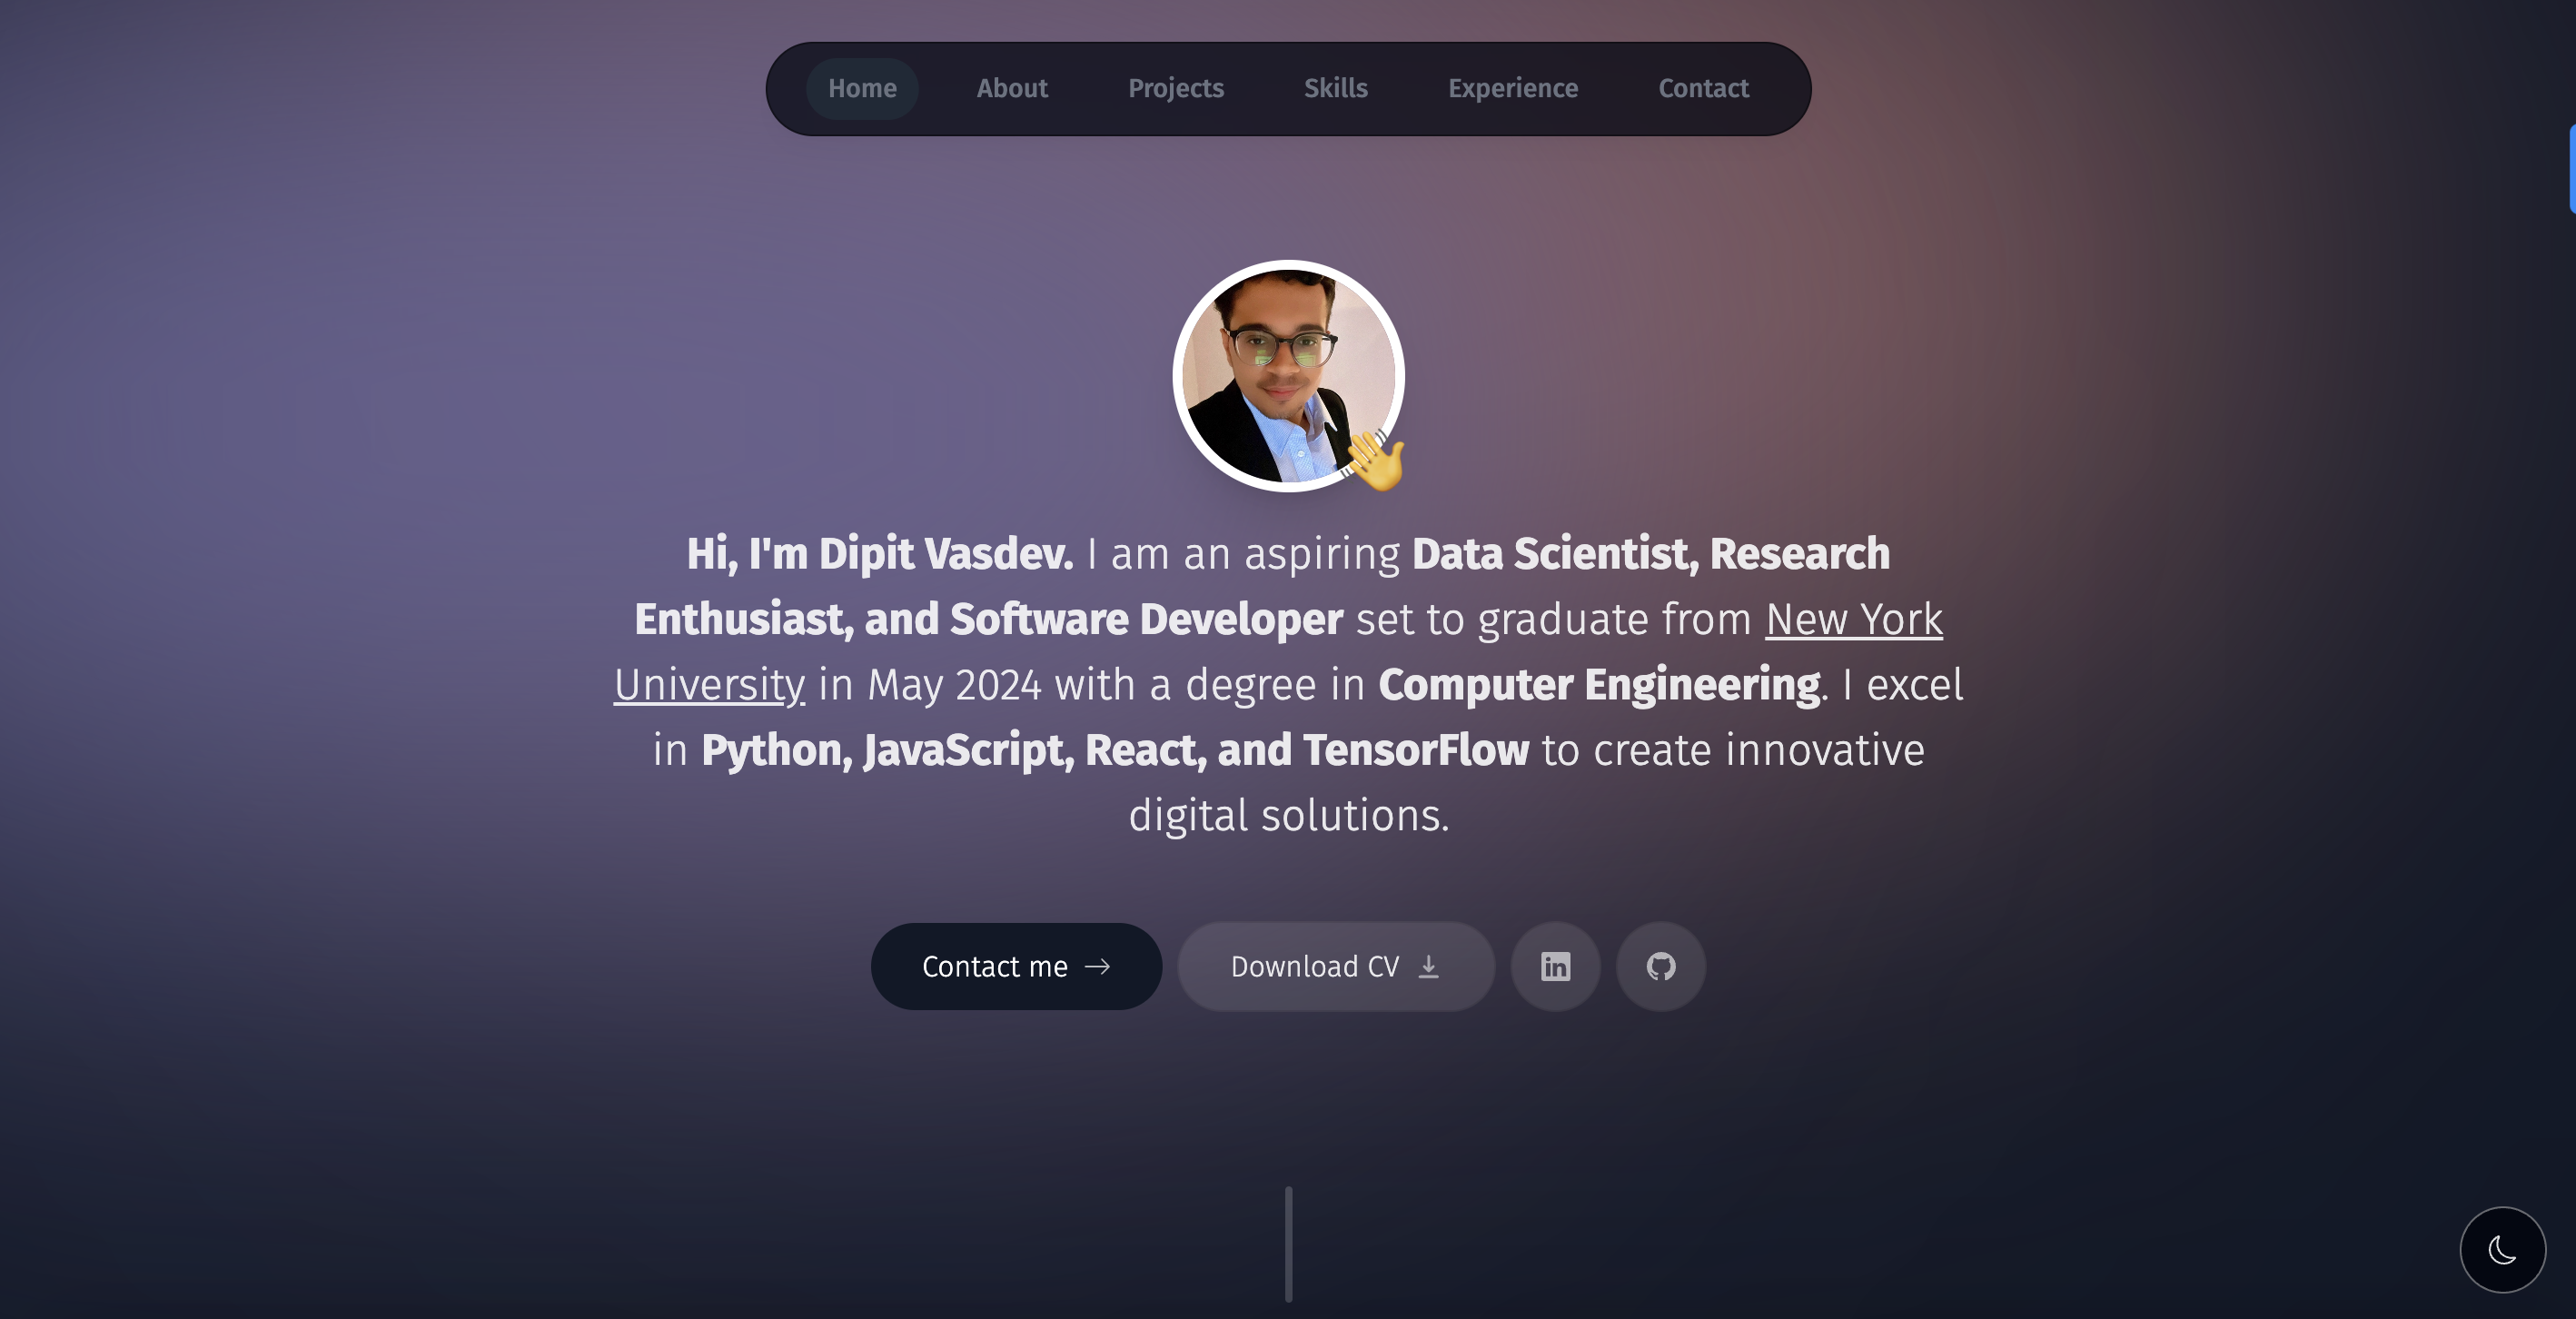 Home About Projects Skills Experience Contact
Hi, I'm Dipit Vasdev. I am an aspiring Data Scientist, Research
Enthusiast, and Software Developer set to graduate from New York
University in May 2024 with a degree in Computer Engineering. I excel
in Python, JavaScript, React, and TensorFlow to create innovative
digital solutions.
Contact me → Download CV in